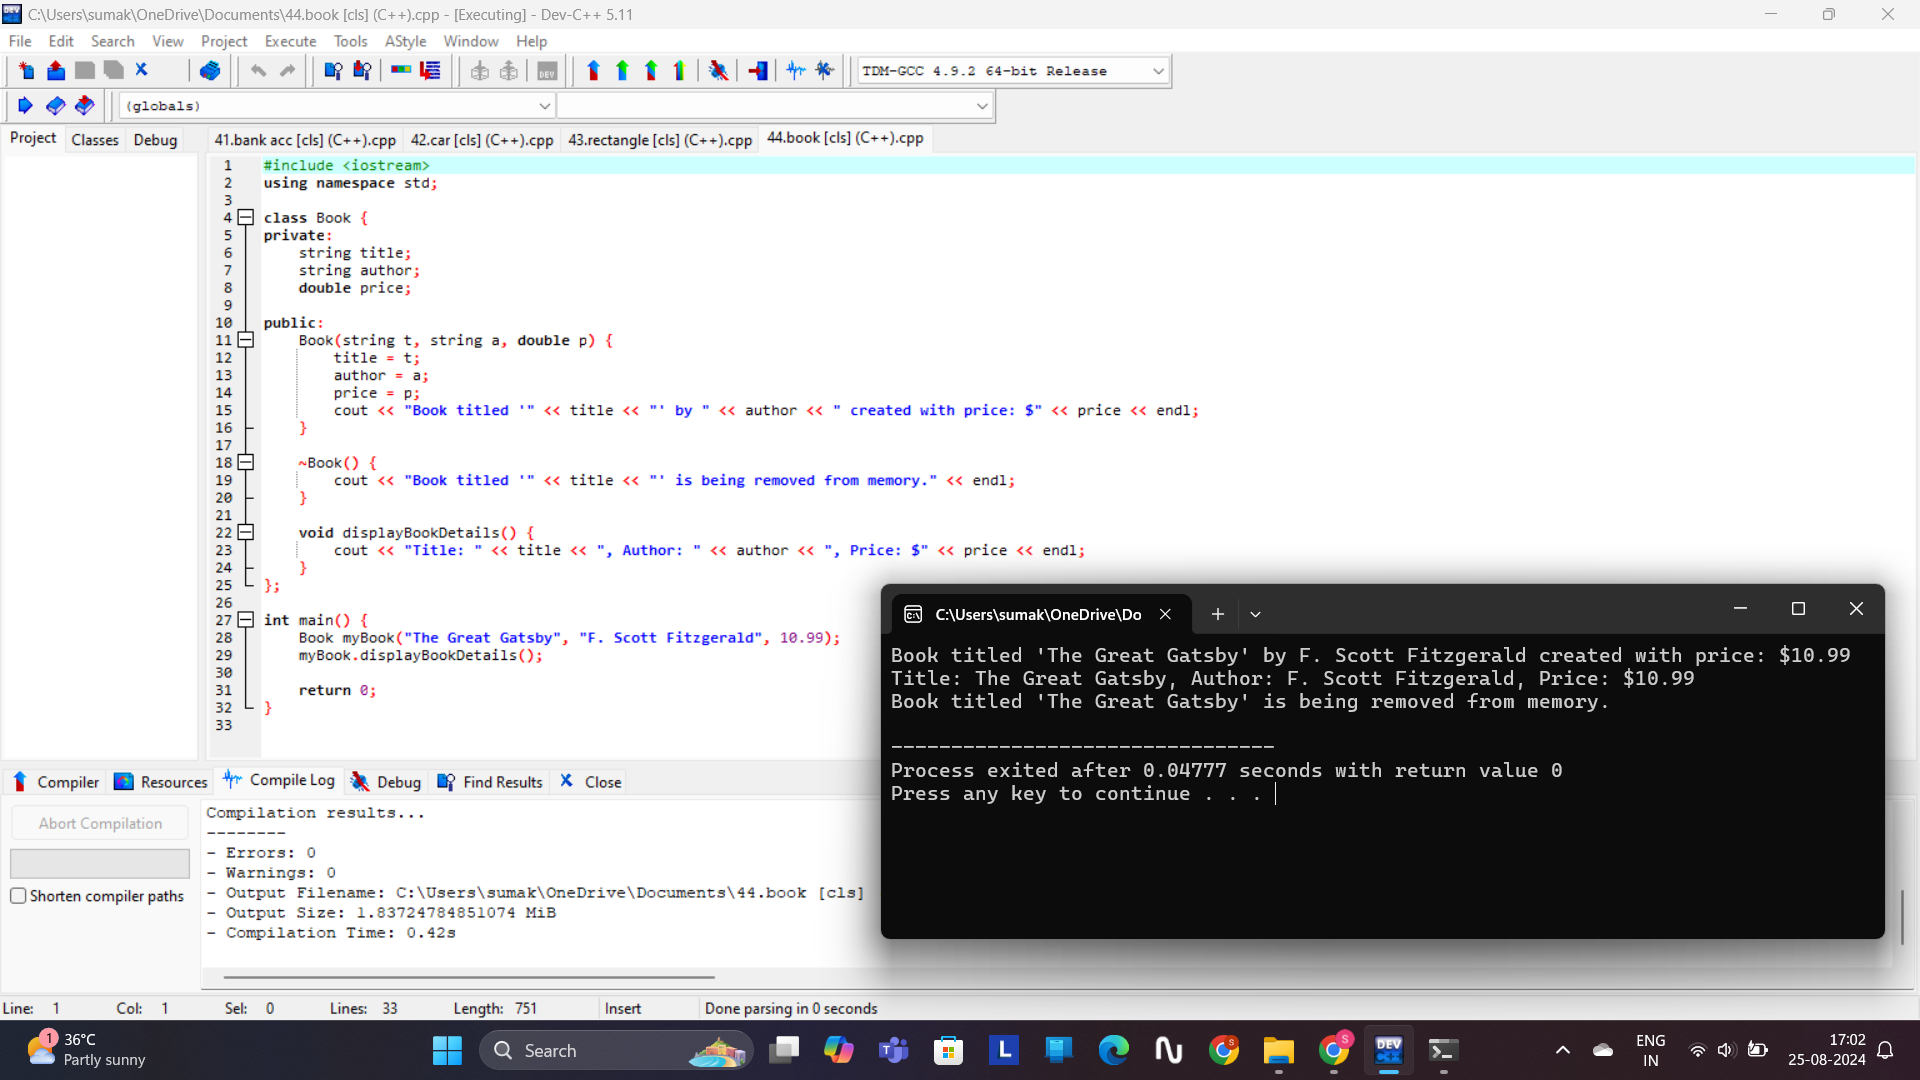 C:\Users\sumak\OneDrive\Documents\44.book [cls] (C++).cpp - [Executing] - Dev-C++ 5.11
File Edit Search View Project Execute Tools AStyle Window Help
TDM-GCC 4.9.2 64-bit Release
(globals)
Project Classes Debug
41.bank acc [cls] (C++).cpp 42.car [cls] (C++).cpp 43.rectangle [cls] (C++).cpp 44.book [cls] (C++).cpp
1 #include <iostream>
2 using namespace std;
3
4 class Book {
5 private:
6     string title;
7     string author;
8     double price;
9
10 public:
11     Book(string t, string a, double p) {
12         title = t;
13         author = a;
14         price = p;
15         cout << "Book titled '" << title << "' by " << author << " created with price: $" << price << endl;
16     }
17
18     ~Book() {
19         cout << "Book titled '" << title << "' is being removed from memory." << endl;
20     }
21
22     void displayBookDetails() {
23         cout << "Title: " << title << ", Author: " << author << ", Price: $" << price << endl;
24     }
25 };
26
27 int main() {
28     Book myBook("The Great Gatsby", "F. Scott Fitzgerald", 10.99);
29     myBook.displayBookDetails();
30
31     return 0;
32 }
33
C:\Users\sumak\OneDrive\Do
Book titled 'The Great Gatsby' by F. Scott Fitzgerald created with price: $10.99
Title: The Great Gatsby, Author: F. Scott Fitzgerald, Price: $10.99
Book titled 'The Great Gatsby' is being removed from memory.
--------------------------------
Process exited after 0.04777 seconds with return value 0
Press any key to continue . . .
Compiler Resources Compile Log Debug Find Results Close
Abort Compilation
Shorten compiler paths
Compilation results...
--------
- Errors: 0
- Warnings: 0
- Output Filename: C:\Users\sumak\OneDrive\Documents\44.book [cls]
- Output Size: 1.83724784851074 MiB
- Compilation Time: 0.42s
Line: 1 Col: 1 Sel: 0 Lines: 33 Length: 751 Insert Done parsing in 0 seconds
1
36°C
Partly sunny
Search
L
S
S
DEV
C++
ENG
IN
17:02
25-08-2024